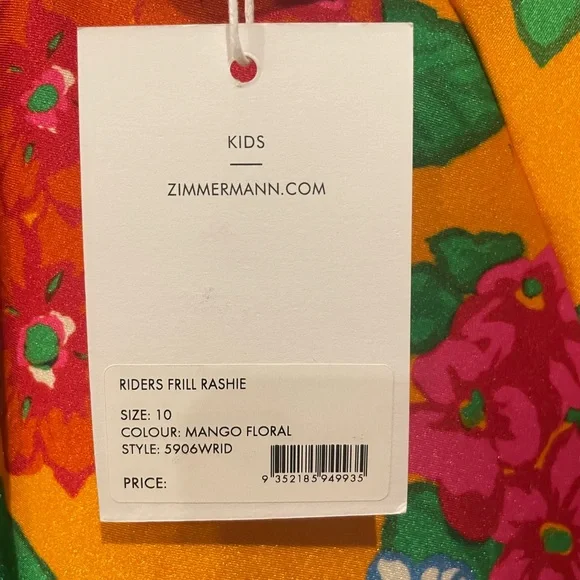 KIDS
ZIMMERMANN.COM
RIDERS FRILL RASHIE
SIZE: 10
COLOUR: MANGO FLORAL
STYLE: 5906WRID
PRICE:
9 352185 949935